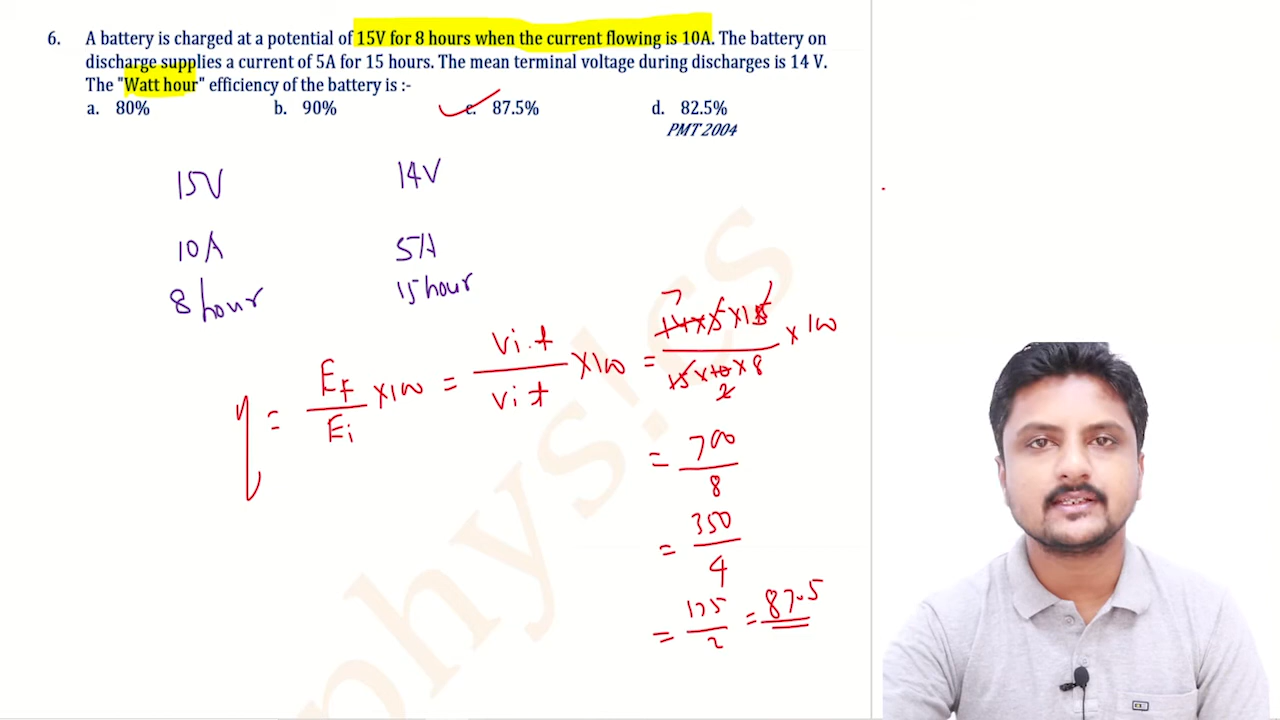 6. A battery is charged at a potential of 15V for 8 hours when the current flowing is 10A. The battery on
discharge supplies a current of 5A for 15 hours. The mean terminal voltage during discharges is 14 V.
The "Watt hour" efficiency of the battery is :-
a. 80% b. 90% c. 87.5% d. 82.5%
PMT 2004
15V 14V
10A 5A
8 hour 15 hour
η = Ef/Ei ×100 = Vi.t/Vit ×100 = 14×5×15/15×10×8 ×100
7 1
2
= 700/8
= 350/4
= 175/2 = 87.5
phys!cs